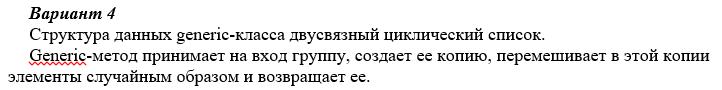 Вариант 4
Структура данных generic-класса двусвязный циклический список.
Generic-метод принимает на вход группу, создает ее копию, перемешивает в этой копии
элементы случайным образом и возвращает ее.